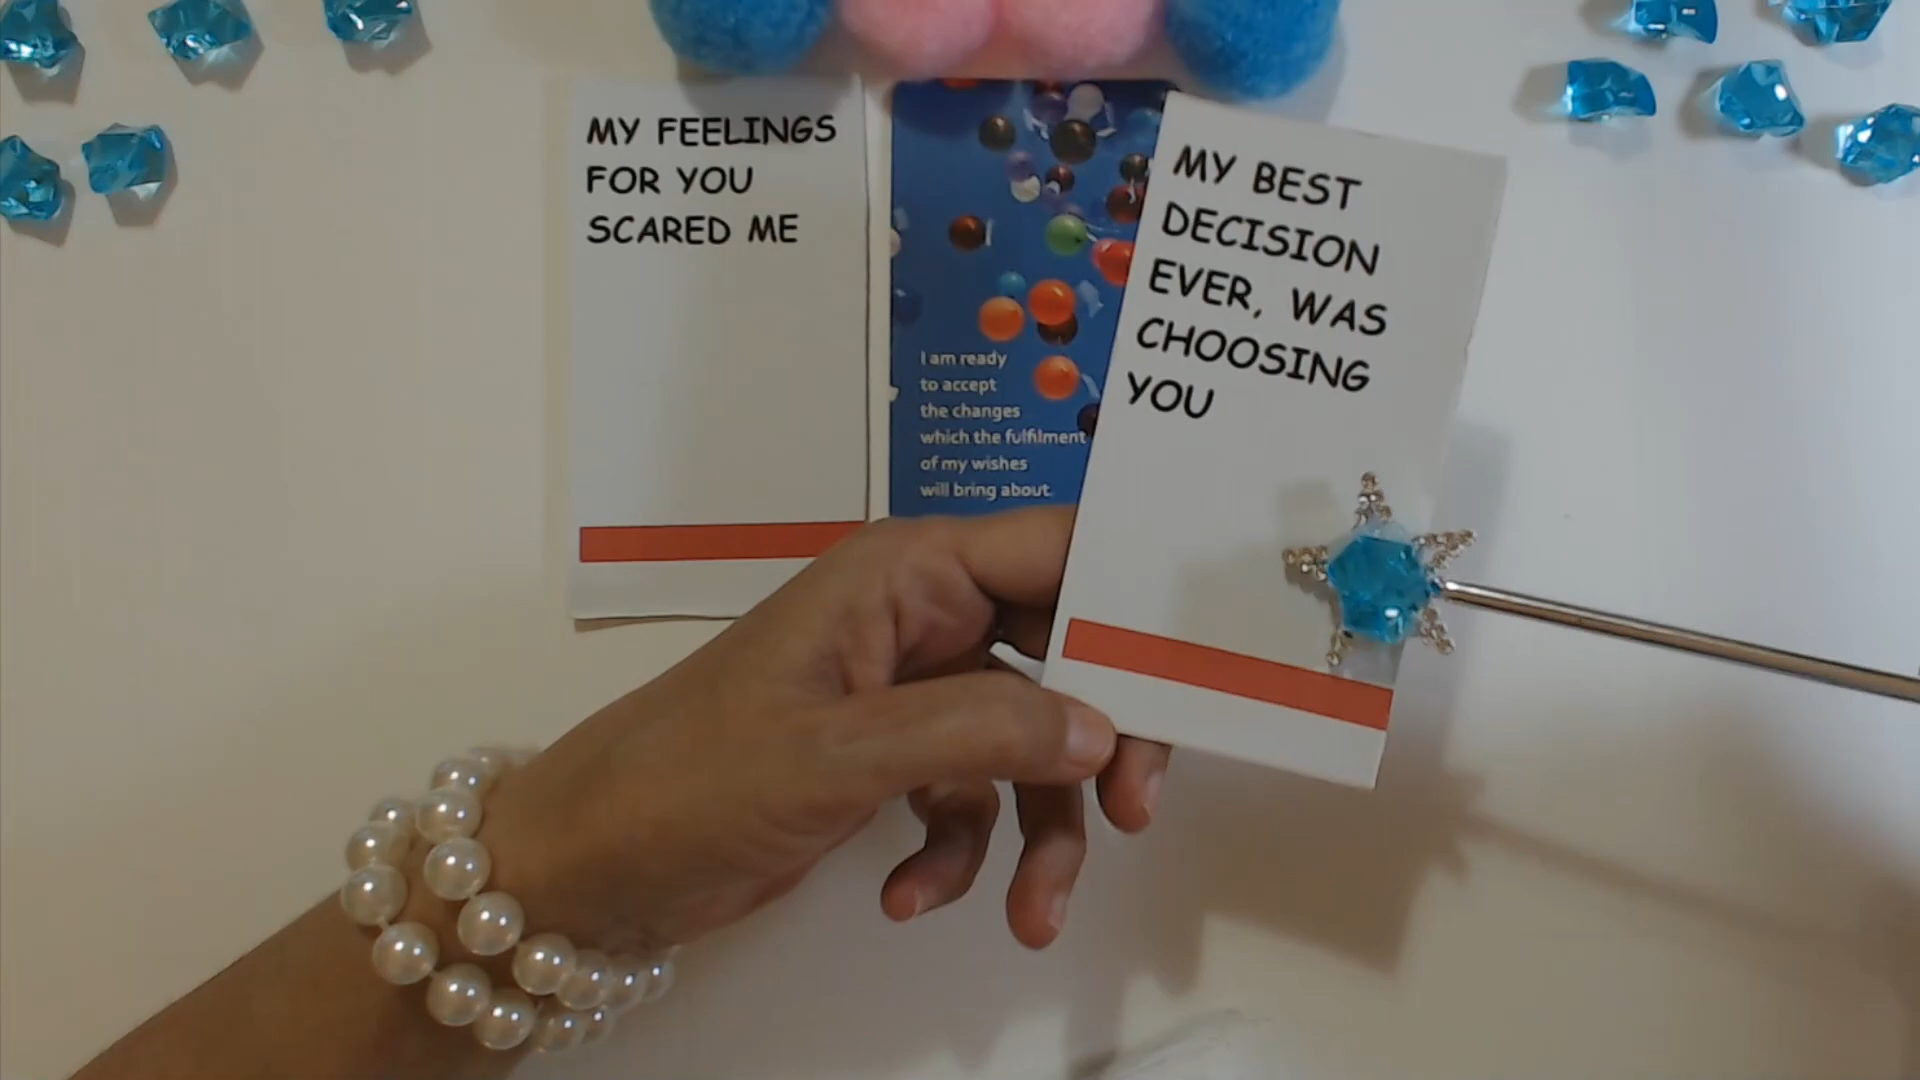 MY FEELINGS
FOR YOU
SCARED ME
I am ready
to accept
the changes
which the fulfilment
of my wishes
will bring about.
MY BEST
DECISION
EVER, WAS
CHOOSING
YOU